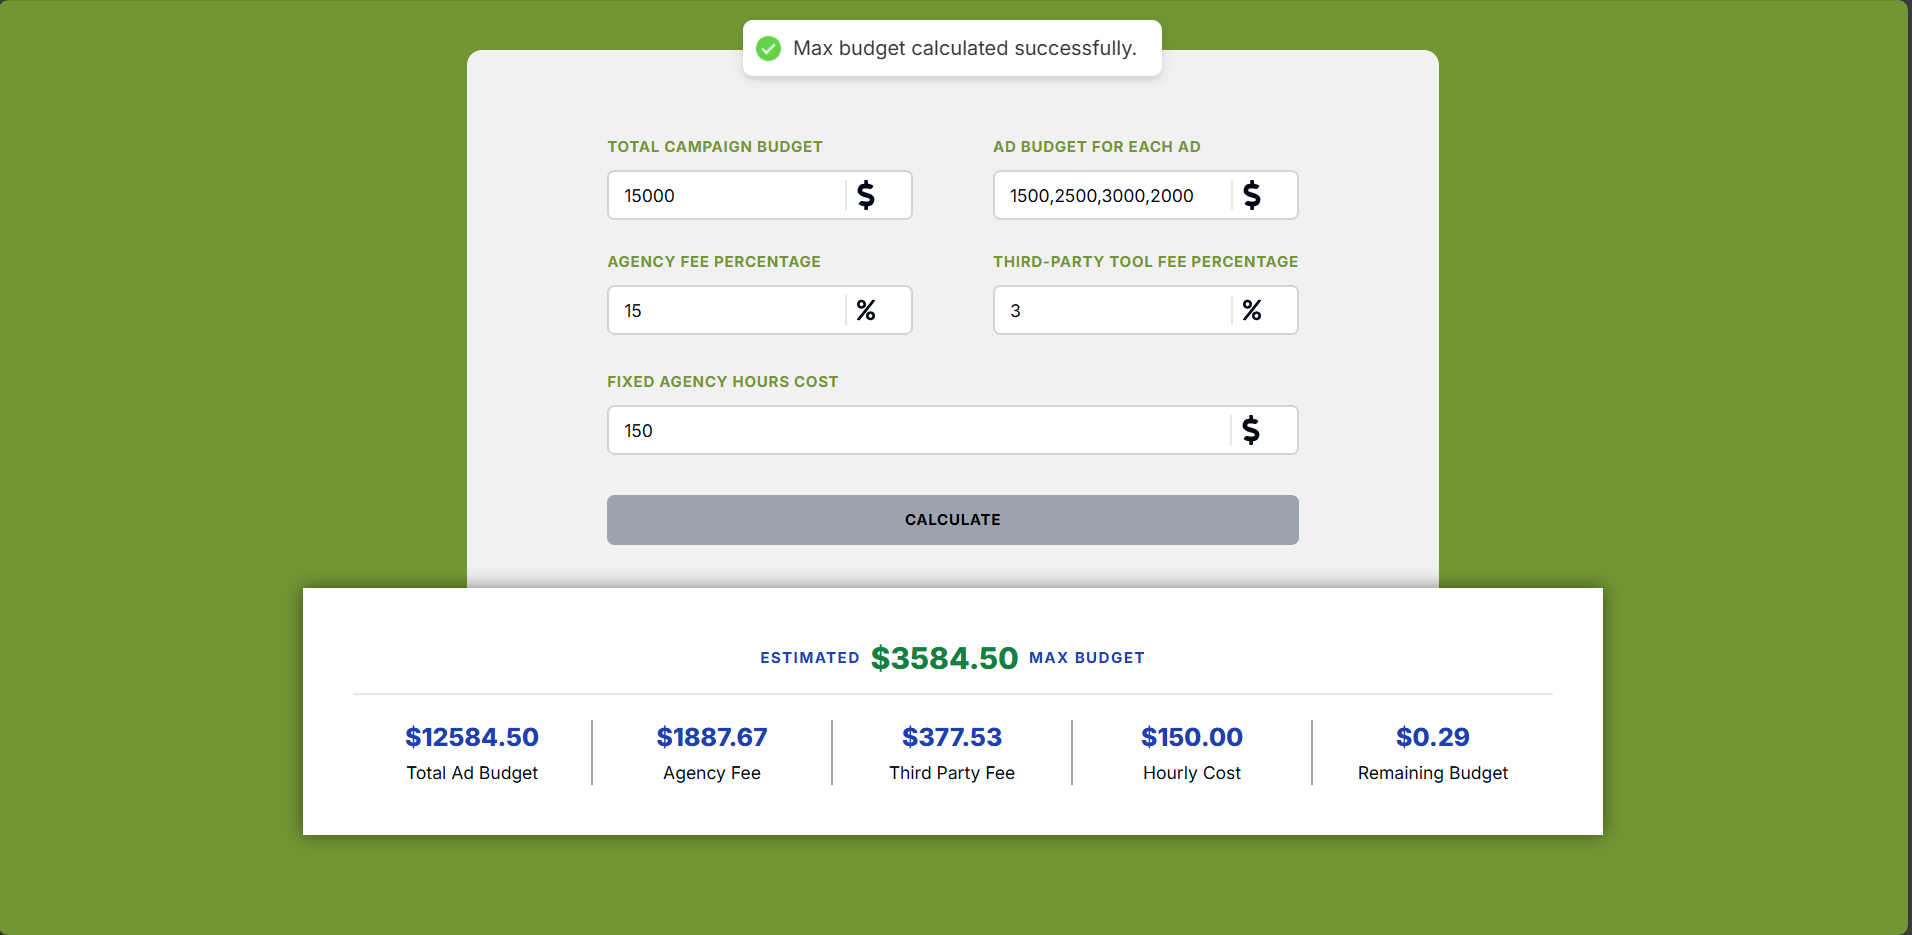 Max budget calculated successfully.
TOTAL CAMPAIGN BUDGET
15000 $
AD BUDGET FOR EACH AD
1500,2500,3000,2000 $
AGENCY FEE PERCENTAGE
15 %
THIRD-PARTY TOOL FEE PERCENTAGE
3 %
FIXED AGENCY HOURS COST
150 $
CALCULATE
ESTIMATED $3584.50 MAX BUDGET
$12584.50
Total Ad Budget
$1887.67
Agency Fee
$377.53
Third Party Fee
$150.00
Hourly Cost
$0.29
Remaining Budget